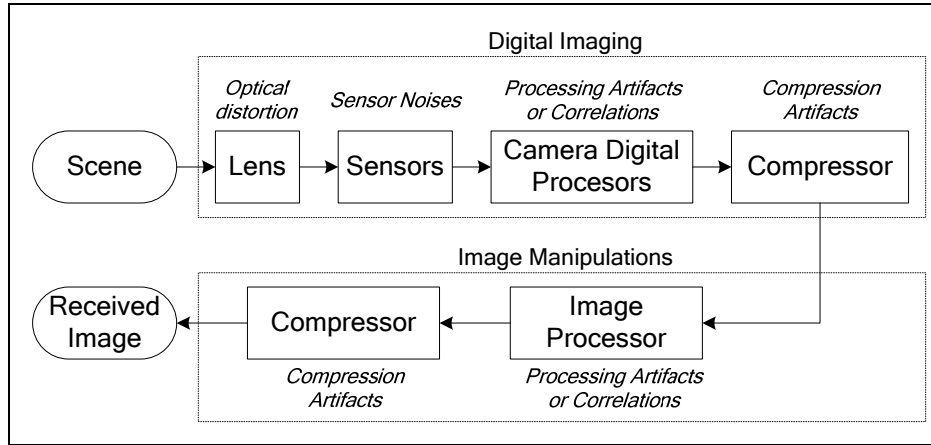 Digital Imaging
Optical
distortion
Sensor Noises
Processing Artifacts
or Correlations
Compression
Artifacts
Scene
Lens
Sensors
Camera Digital
Procesors
Compressor
Image Manipulations
Received
Image
Compressor
Image
Processor
Compression
Artifacts
Processing Artifacts
or Correlations